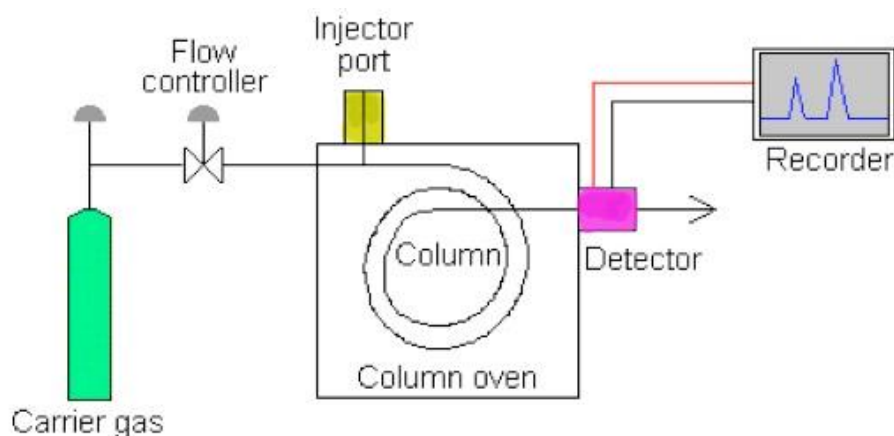 Injector
port
Flow
controller
Recorder
Column
Detector
Column oven
Carrier gas